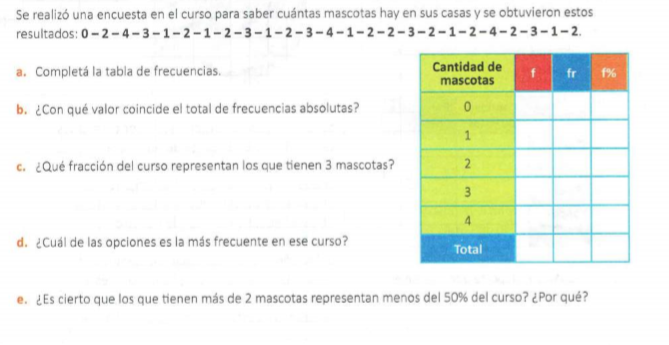 Se realizó una encuesta en el curso para saber cuántas mascotas hay en sus casas y se obtuvieron estos
resultados: 0 – 2 – 4 – 3 – 1 – 2 – 1 – 2 – 3 – 1 – 2 – 3 – 4 – 1 – 2 – 2 – 3 – 2 – 1 – 2 – 4 – 2 – 3 – 1 – 2.
a. Completá la tabla de frecuencias.
b. ¿Con qué valor coincide el total de frecuencias absolutas?
c. ¿Qué fracción del curso representan los que tienen 3 mascotas?
d. ¿Cuál de las opciones es la más frecuente en ese curso?
Cantidad de mascotas f fr f%
0
1
2
3
4
Total
e. ¿Es cierto que los que tienen más de 2 mascotas representan menos del 50% del curso? ¿Por qué?